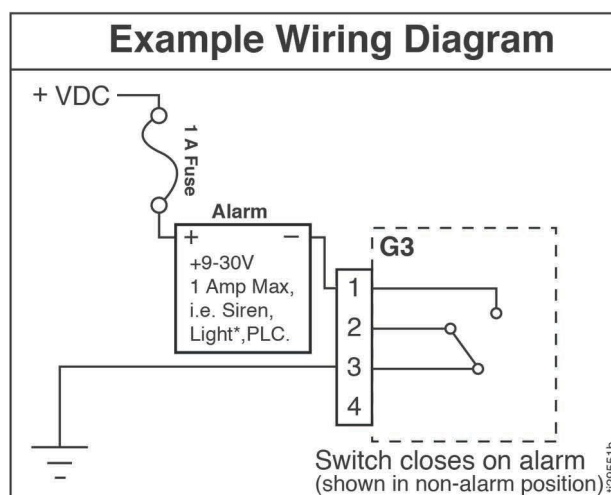 Example Wiring Diagram
+ VDC
1 A Fuse
Alarm
+ −
+9-30V
1 Amp Max,
i.e. Siren,
Light*,PLC.
G3
1
2
3
4
Switch closes on alarm
(shown in non-alarm position)